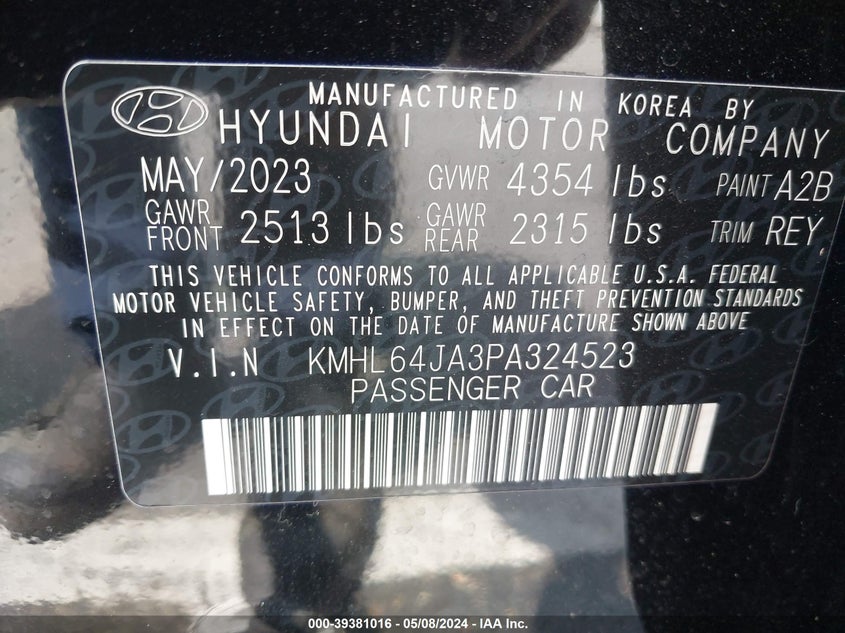 MANUFACTURED IN KOREA BY
HYUNDAI MOTOR COMPANY
MAY/2023 GVWR 4354 lbs PAINT A2B
GAWR FRONT 2513 lbs GAWR REAR 2315 lbs TRIM REY
THIS VEHICLE CONFORMS TO ALL APPLICABLE U.S.A. FEDERAL
MOTOR VEHICLE SAFETY, BUMPER, AND THEFT PREVENTION STANDARDS
IN EFFECT ON THE DATE OF MANUFACTURE SHOWN ABOVE
V.I.N KMHL64JA3PA324523
PASSENGER CAR
000-39381016 - 05/08/2024 - IAA Inc.